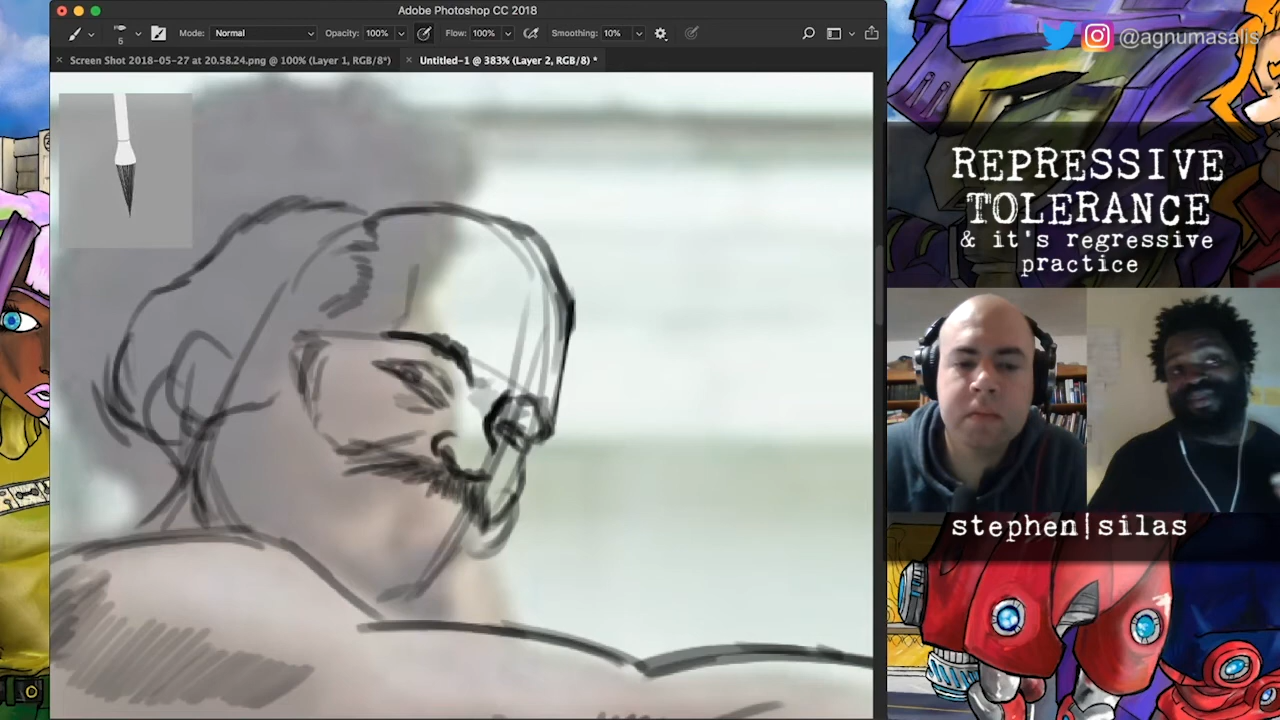 Adobe Photoshop CC 2018
5 Mode: Normal Opacity: 100% Flow: 100% Smoothing: 10%
Screen Shot 2018-05-27 at 20.58.24.png @ 100% (Layer 1, RGB/8*)
Untitled-1 @ 383% (Layer 2, RGB/8) *
@agnumasalis
REPRESSIVE
TOLERANCE
& it's regressive
practice
stephen|silas